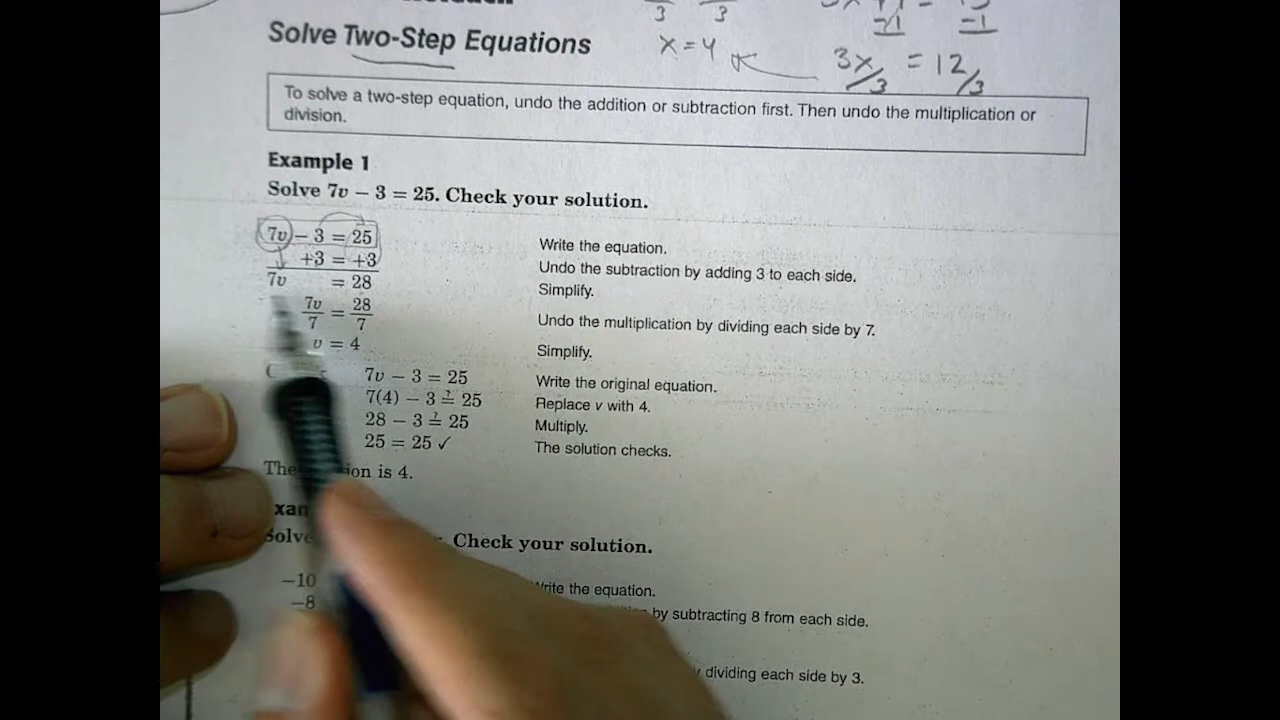 3 3
-1 -1
Solve Two-Step Equations
x = 4
3x/3 = 12/3
To solve a two-step equation, undo the addition or subtraction first. Then undo the multiplication or
division.
Example 1
Solve 7v − 3 = 25. Check your solution.
7v − 3 = 25 Write the equation.
+3 = +3 Undo the subtraction by adding 3 to each side.
7v = 28 Simplify.
7v/7 = 28/7 Undo the multiplication by dividing each side by 7.
v = 4 Simplify.
7v − 3 = 25 Write the original equation.
7(4) − 3 ≟ 25 Replace v with 4.
28 − 3 ≟ 25 Multiply.
25 = 25 ✓ The solution checks.
The ion is 4.
xam
Solve Check your solution.
−10 Write the equation.
−8 by subtracting 8 from each side.
dividing each side by 3.